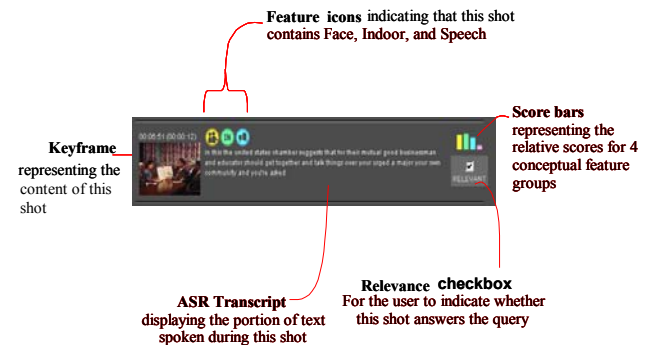 Feature icons indicating that this shot
contains Face, Indoor, and Speech
Score bars
representing the
relative scores for 4
conceptual feature
groups
Keyframe
representing the
content of this
shot
00:06:51 (00:00:12)
In this the united states chamber suggests that for their mutual good businessman
and educator should get together and talk things over your urged a major your own
community and you're asked
RELEVANT
ASR Transcript
displaying the portion of text
spoken during this shot
Relevance checkbox
For the user to indicate whether
this shot answers the query